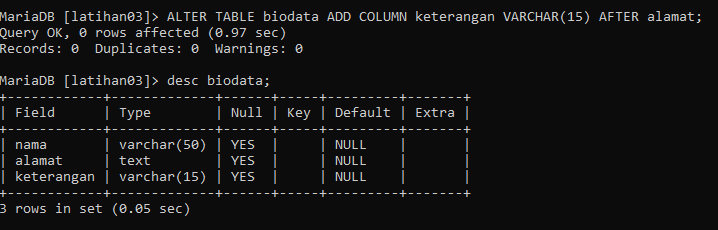 MariaDB [latihan03]> ALTER TABLE biodata ADD COLUMN keterangan VARCHAR(15) AFTER alamat;
Query OK, 0 rows affected (0.97 sec)
Records: 0  Duplicates: 0  Warnings: 0

MariaDB [latihan03]> desc biodata;
+------------+-------------+------+-----+---------+-------+
| Field      | Type        | Null | Key | Default | Extra |
+------------+-------------+------+-----+---------+-------+
| nama       | varchar(50) | YES  |     | NULL    |       |
| alamat     | text        | YES  |     | NULL    |       |
| keterangan | varchar(15) | YES  |     | NULL    |       |
+------------+-------------+------+-----+---------+-------+
3 rows in set (0.05 sec)